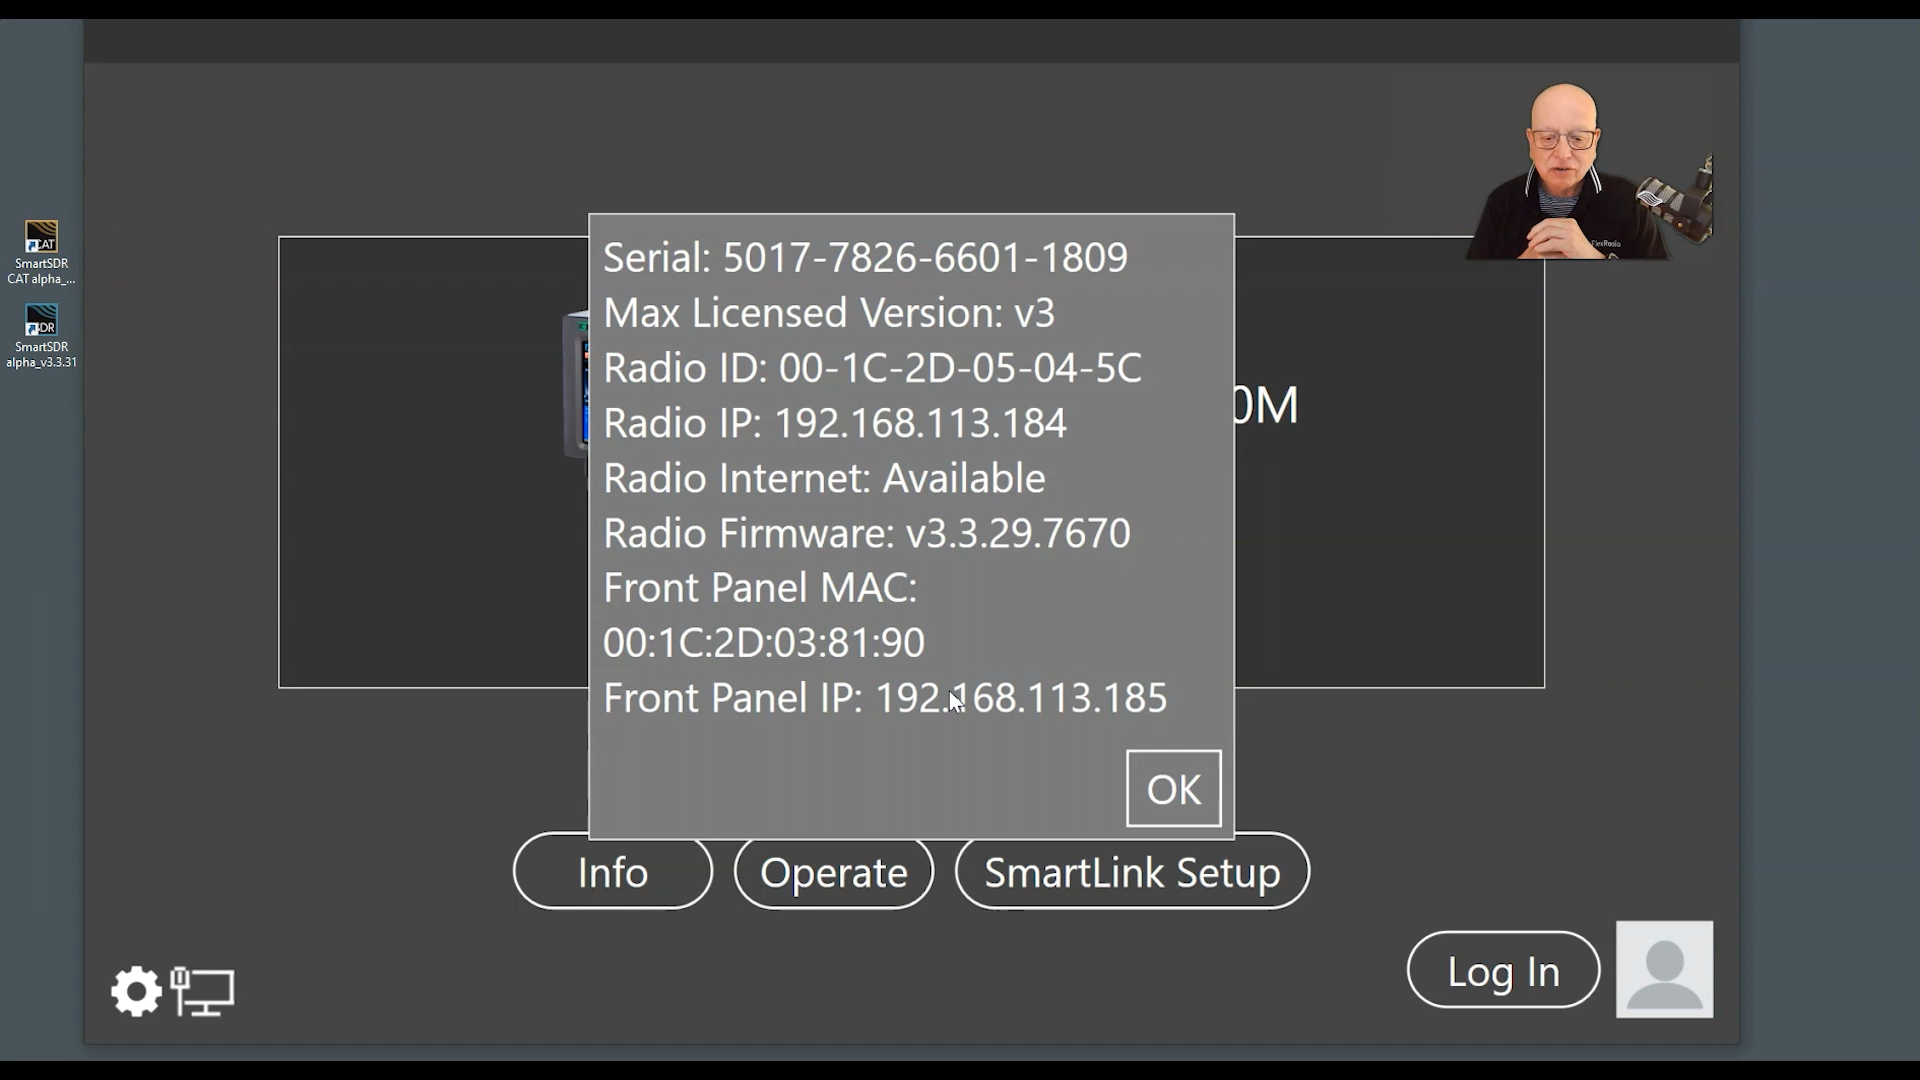 SmartSDR
CAT alpha_...
SmartSDR
alpha_v3.3.31
Serial: 5017-7826-6601-1809
Max Licensed Version: v3
Radio ID: 00-1C-2D-05-04-5C
Radio IP: 192.168.113.184
Radio Internet: Available
Radio Firmware: v3.3.29.7670
Front Panel MAC:
00:1C:2D:03:81:90
Front Panel IP: 192.168.113.185
OK
0M
FlexRadio
Info
Operate
SmartLink Setup
Log In